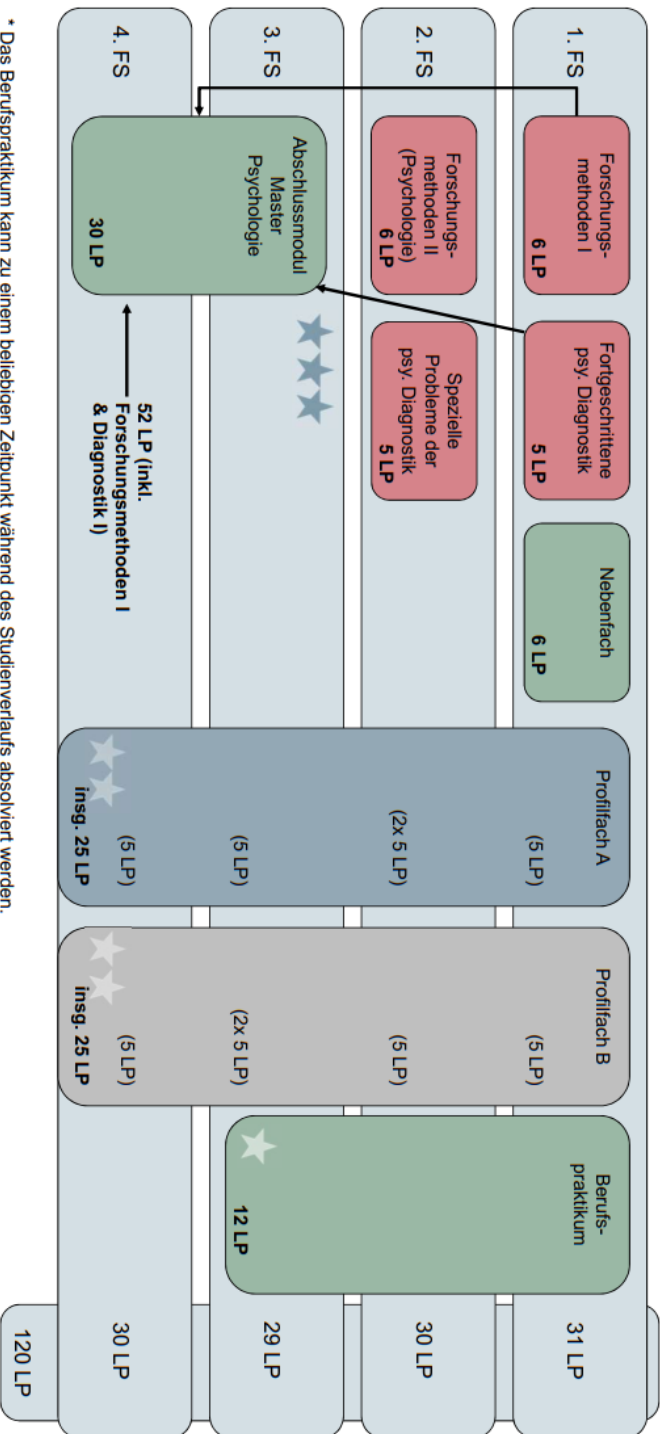 1. FS
Forschungs-
methoden I
6 LP
Fortgeschrittene
psy. Diagnostik
5 LP
Nebenfach
6 LP
Profilfach A
(5 LP)
Profilfach B
(5 LP)
Berufs-
praktikum
31 LP
2. FS
Forschungs-
methoden II
(Psychologie)
6 LP
Spezielle
Probleme der
psy. Diagnostik
5 LP
(2x 5 LP)
(5 LP)
30 LP
3. FS
Abschlussmodul
Master
Psychologie
(5 LP)
(2x 5 LP)
12 LP
29 LP
4. FS
30 LP
52 LP (inkl.
Forschungsmethoden I
& Diagnostik I)
(5 LP)
insg. 25 LP
(5 LP)
insg. 25 LP
30 LP
120 LP
* Das Berufspraktikum kann zu einem beliebigen Zeitpunkt während des Studienverlaufs absolviert werden.